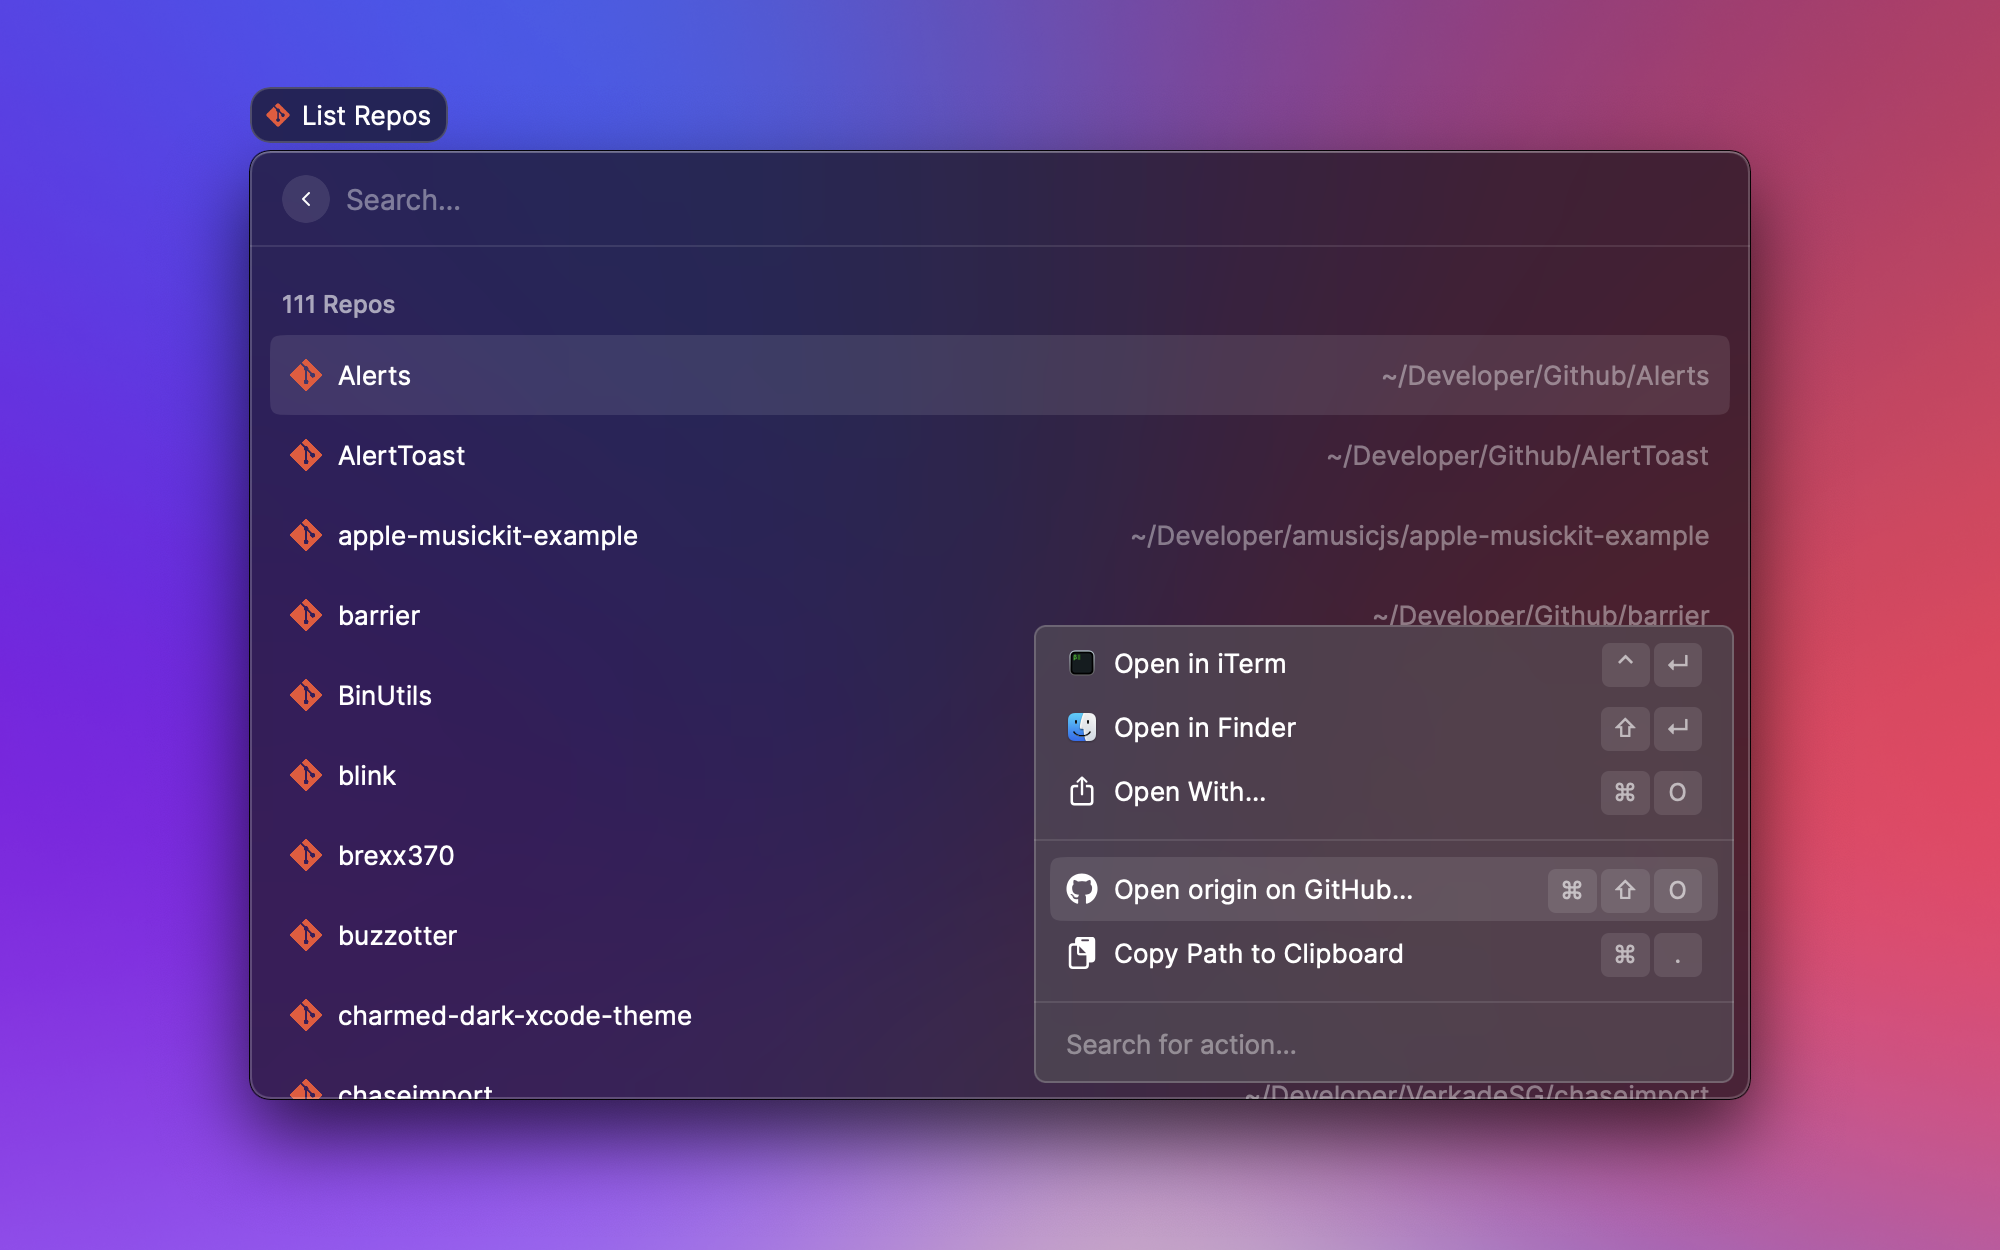 List Repos
Search...
111 Repos
Alerts ~/Developer/Github/Alerts
AlertToast ~/Developer/Github/AlertToast
apple-musickit-example ~/Developer/amusicjs/apple-musickit-example
barrier ~/Developer/Github/barrier
BinUtils
blink
brexx370
buzzotter
charmed-dark-xcode-theme
chaseimport ~/Developer/VerkadeSG/chaseimport
Open in iTerm ^ ↵
Open in Finder ⇧ ↵
Open With... ⌘ O
Open origin on GitHub... ⌘ ⇧ O
Copy Path to Clipboard ⌘ .
Search for action...